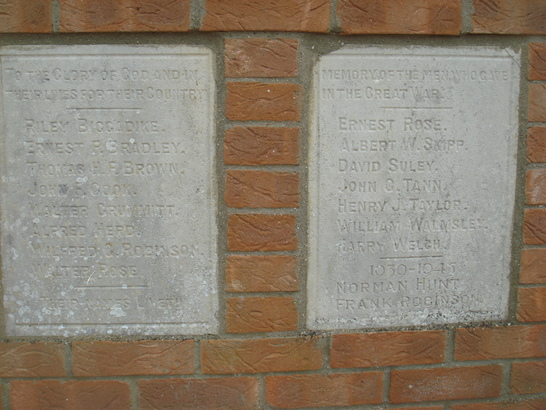 TO THE GLORY OF GOD AND IN
THEIR LIVES FOR THEIR COUNTRY
RILEY BIGGADIKE.
ERNEST P. BRADLEY.
THOMAS H. F. BROWN.
JOHN F. COOK.
WALTER CRUMMITT.
ALFRED HERD.
WILFRED G. ROBINSON.
WALTER ROSE.
MEMORY OF THE MEN WHO GAVE
IN THE GREAT WAR.
ERNEST ROSE.
ALBERT W. SKIPP.
DAVID SULEY.
JOHN G. TANN.
HENRY J. TAYLOR.
WILLIAM WALMSLEY.
HARRY WELCH.
1939-1945
NORMAN HUNT
FRANK ROBINSON